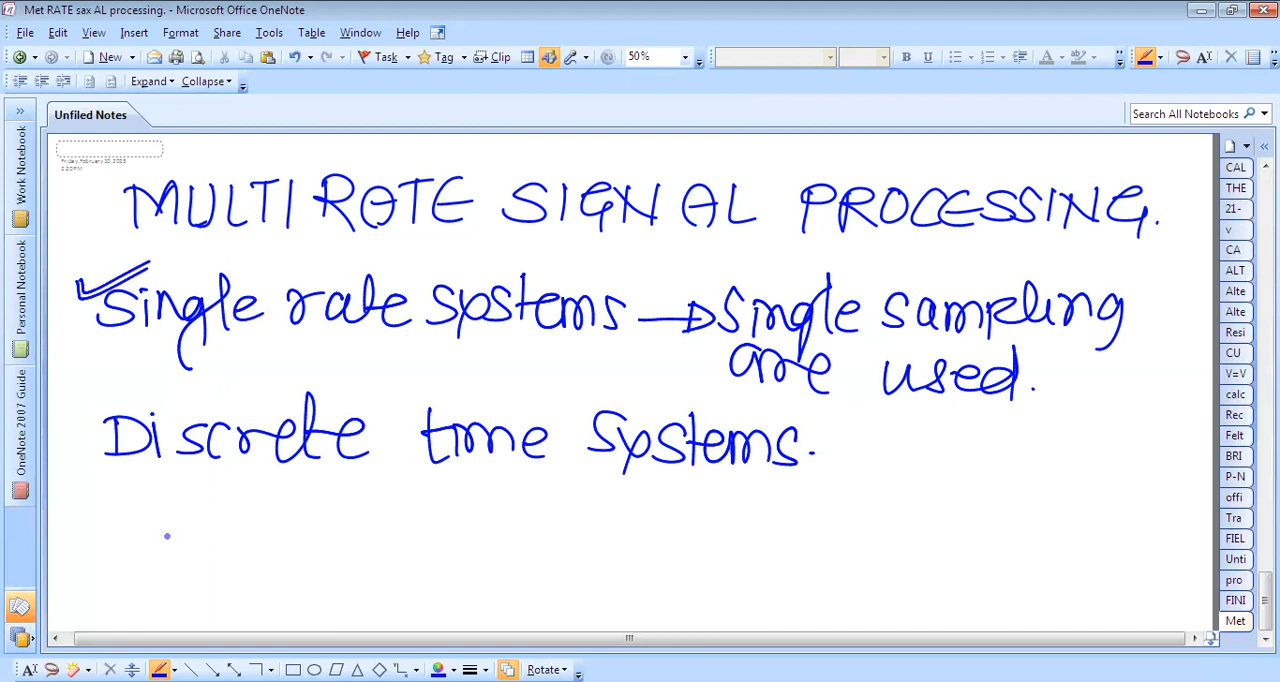 Met RATE sax AL processing. - Microsoft Office OneNote
File Edit View Insert Format Share Tools Table Window Help
New Task Tag Clip 50% B U
Expand Collapse
Unfiled Notes
Search All Notebooks
Work Notebook
Personal Notebook
OneNote 2007 Guide
MULTIRATE SIGNAL PROCESSING.
Single rate systems → Single sampling
are used.
Discrete time systems.
CAL
THE
21-
v
CA
ALT
Alte
Alte
Resi
CU
V=V
calc
Rec
Felt
BRI
P-N
offi
Tra
FIEL
Unti
pro
FINI
Met
Rotate